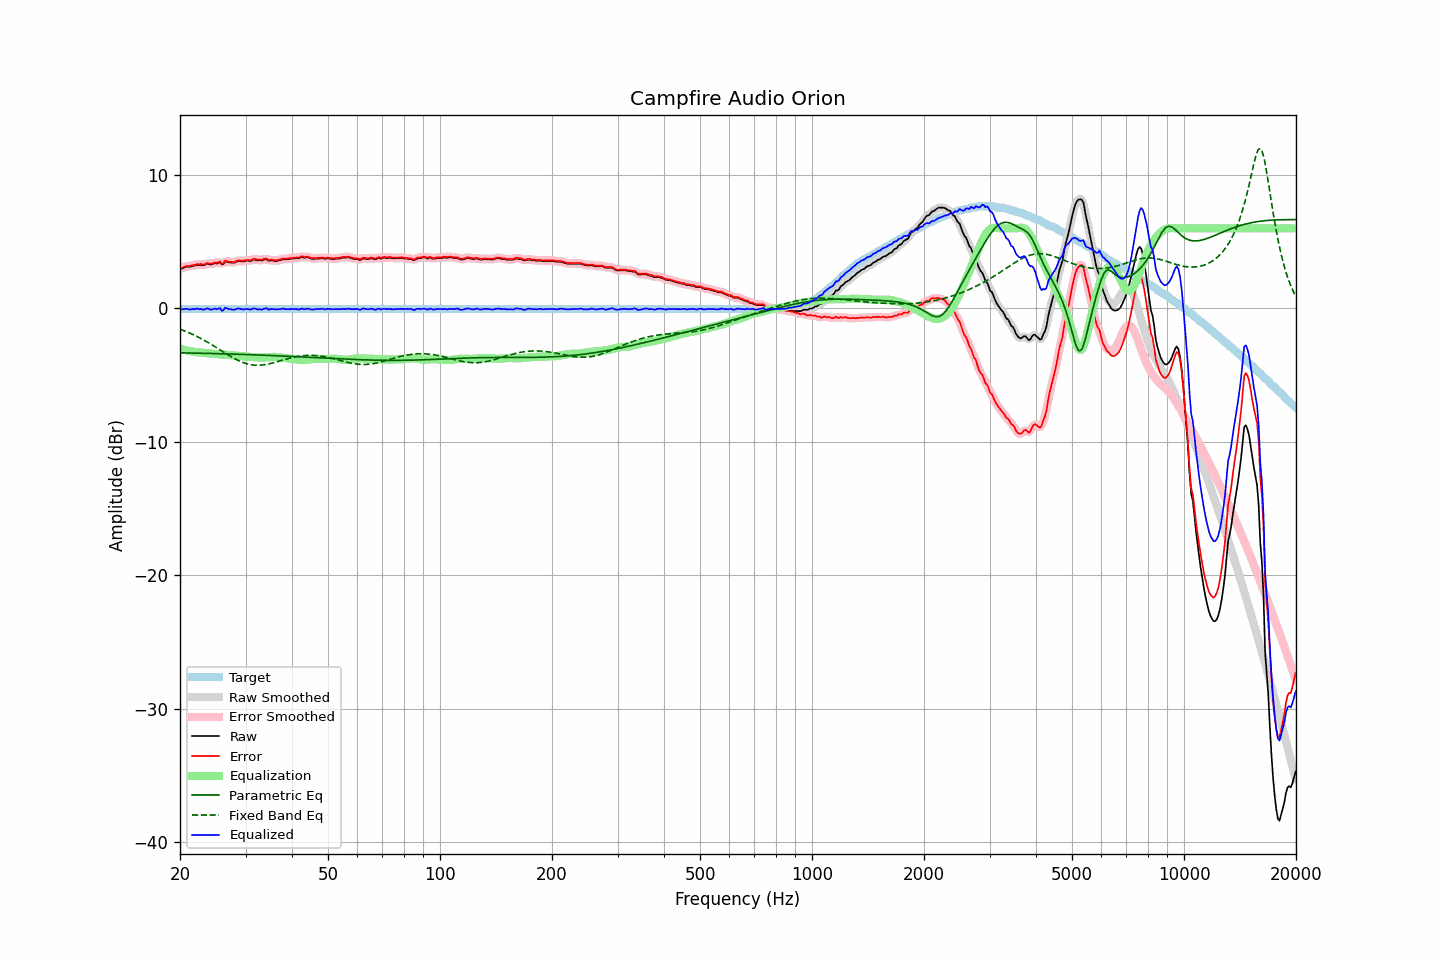 Campfire Audio Orion
Amplitude (dBr)
10
0
−10
−20
−30
−40
Target
Raw Smoothed
Error Smoothed
Raw
Error
Equalization
Parametric Eq
Fixed Band Eq
Equalized
20 50 100 200 500 1000 2000 5000 10000 20000
Frequency (Hz)